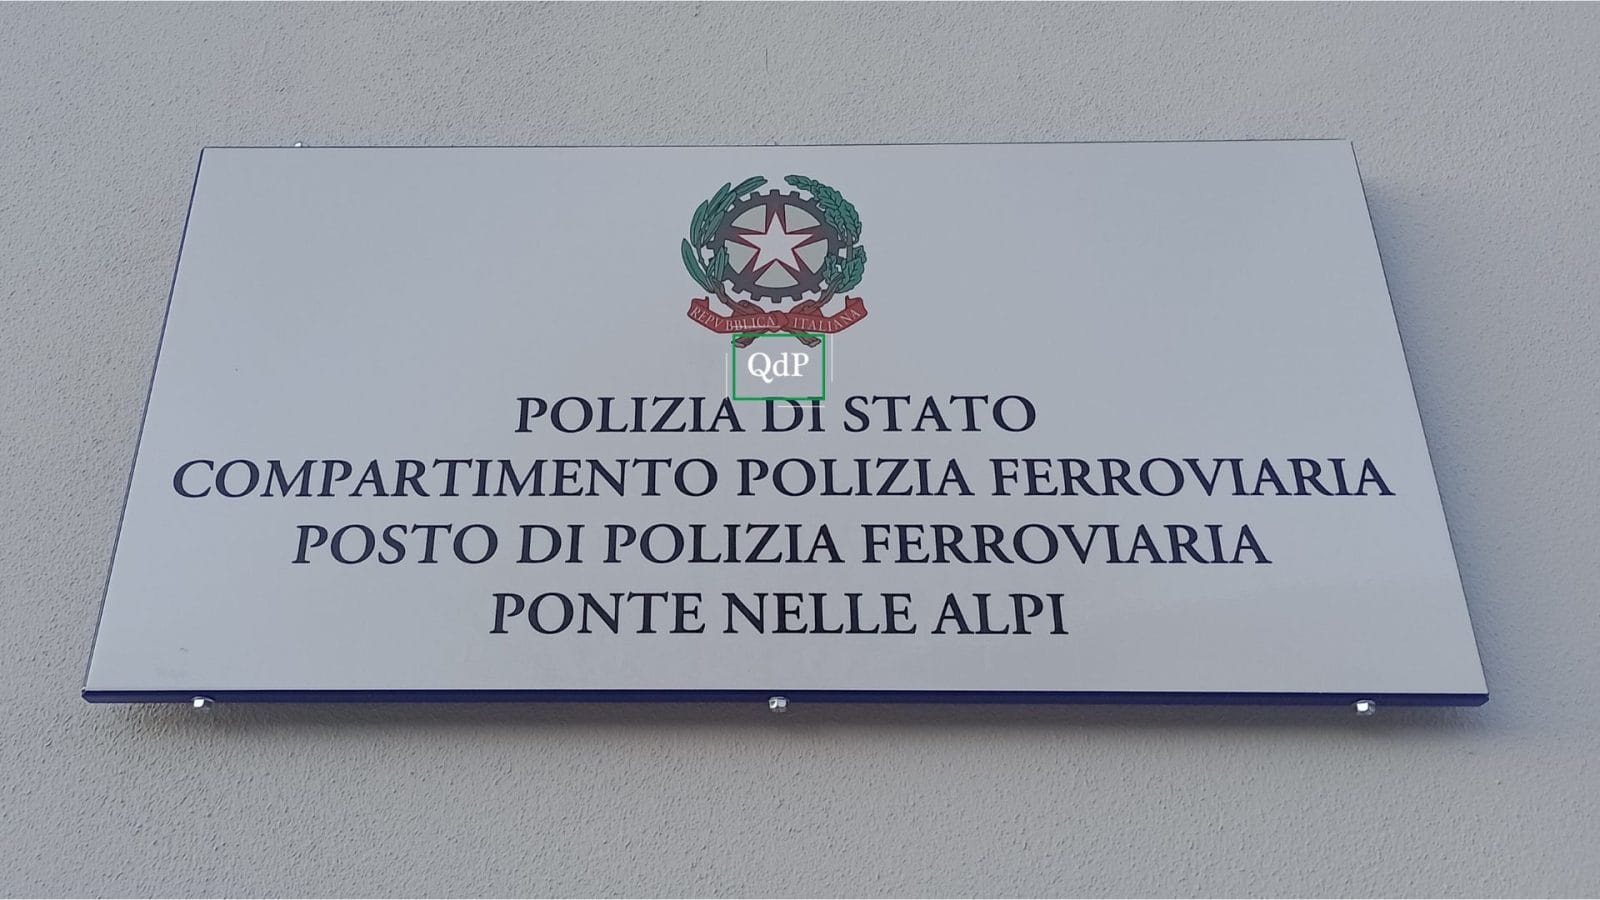 REPVBBLICA ITALIANA
QdP
POLIZIA DI STATO
COMPARTIMENTO POLIZIA FERROVIARIA
POSTO DI POLIZIA FERROVIARIA
PONTE NELLE ALPI